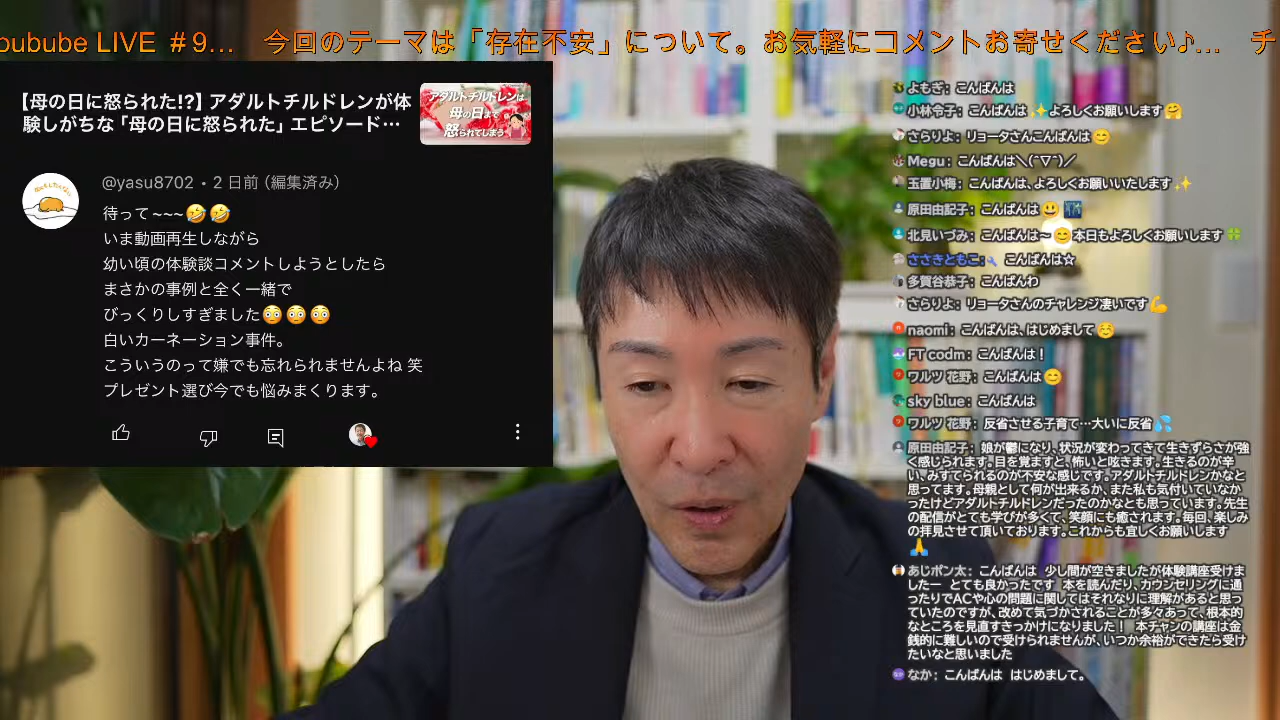 oubube LIVE #9… 今回のテーマは「存在不安」について。お気軽にコメントお寄せください♪… チ
【母の日に怒られた!?】アダルトチルドレンが体
験しがちな「母の日に怒られた」エピソード…
アダルトチルドレンは
母の日まで
怒られてしまう
@yasu8702・2 日前（編集済み）
待って~~~🤣🤣
いま動画再生しながら
幼い頃の体験談コメントしようとしたら
まさかの事例と全く一緒で
びっくりしすぎました😳😳😳
白いカーネーション事件。
こういうのって嫌でも忘れられませんよね 笑
プレゼント選び今でも悩みまくります。
よもぎ: こんばんは
小林令子: こんばんは✨よろしくお願いします🤗
さらりよ: リョータさんこんばんは😊
Megu: こんばんは＼(^▽^)／
玉置小梅: こんばんは、よろしくお願いいたします✨
原田由記子: こんばんは😃🌃
北見いづみ: こんばんは〜😊本日もよろしくお願いします🍀
ささきともこ:🔧 こんばんは☆
多賀谷恭子: こんばんわ
さらりよ: リョータさんのチャレンジ凄いです💪
naomi: こんばんは、はじめまして☺️
FT codm: こんばんは！
ワルツ 花野: こんばんは😊
sky blue: こんばんは
ワルツ 花野: 反省させる子育て…大いに反省💦
原田由記子: 娘が鬱になり、状況が変わってきて生きずらさが強
く感じられます。目を覚ますと、怖いと呟きます。生きるのが辛
い、みすてられるのが不安な感じです。アダルトチルドレンかなと
思ってます。母親として何が出来るか、また私も気付いていなか
ったけどアダルトチルドレンだったのかなとも思っています。先生
の配信がとても学びが多くて、笑顔にも癒されます。毎回、楽しみ
の拝見させて頂いております。これからも宜しくお願いします
🙏
あじポン太: こんばんは 少し間が空きましたが体験講座受けま
したー とても良かったです 本を読んだり、カウンセリングに通
ったりでACや心の問題に関してはそれなりに理解があると思っ
ていたのですが、改めて気づかされることが多々あって、根本的
なところを見直すきっかけになりました！ 本チャンの講座は金
銭的に難しいので受けられませんが、いつか余裕ができたら受け
たいなと思いました
なか: こんばんは はじめまして。